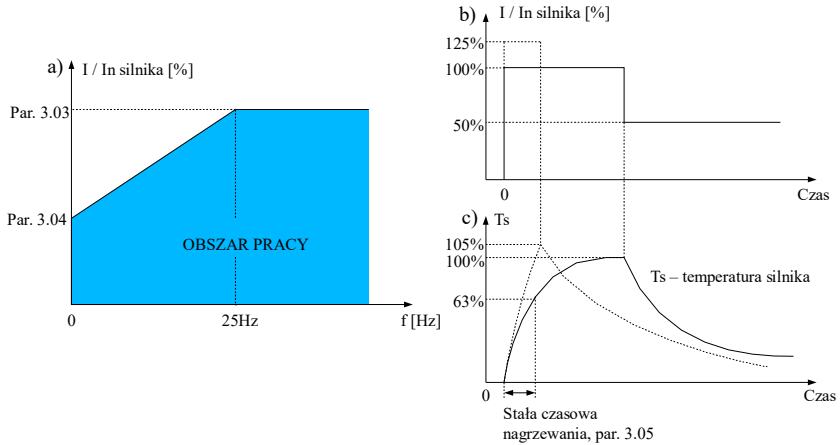 a)
I / In silnika [%]
Par. 3.03
Par. 3.04
OBSZAR PRACY
0
25Hz
f [Hz]
b)
I / In silnika [%]
125%
100%
50%
0
Czas
c)
Ts
105%
100%
Ts – temperatura silnika
63%
0
Czas
Stała czasowa
nagrzewania, par. 3.05